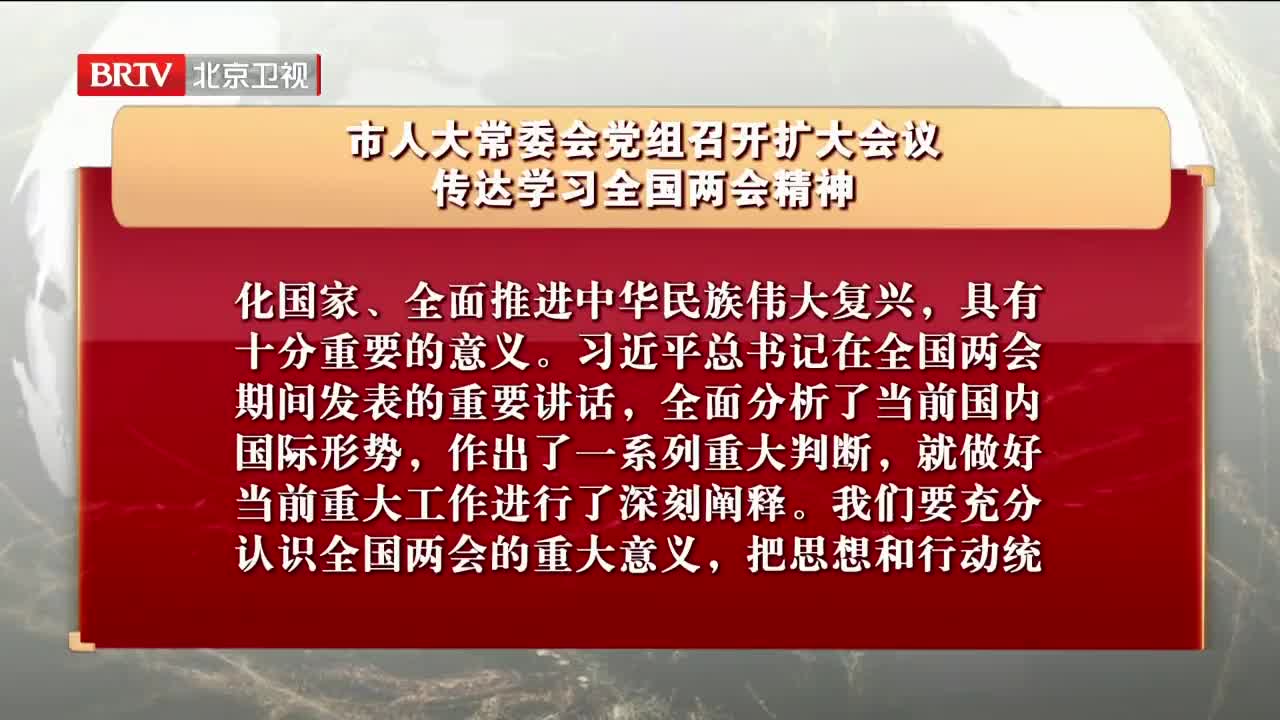 BRTV 北京卫视
市人大常委会党组召开扩大会议
传达学习全国两会精神
化国家、全面推进中华民族伟大复兴，具有
十分重要的意义。习近平总书记在全国两会
期间发表的重要讲话，全面分析了当前国内
国际形势，作出了一系列重大判断，就做好
当前重大工作进行了深刻阐释。我们要充分
认识全国两会的重大意义，把思想和行动统